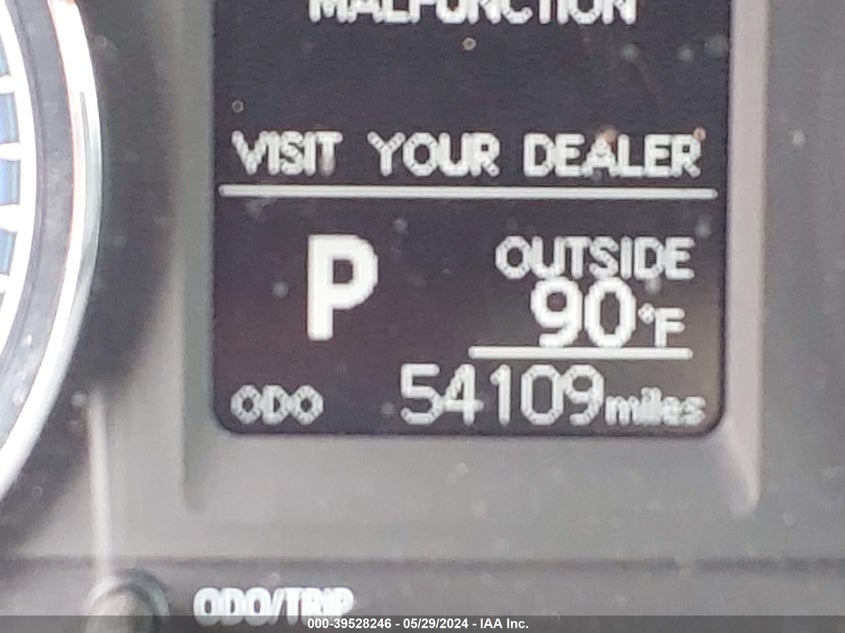 MALFUNCTION
VISIT YOUR DEALER
P
OUTSIDE
90°F
ODO 54109miles
ODO/TRIP
000-39528246 - 05/29/2024 - IAA Inc.